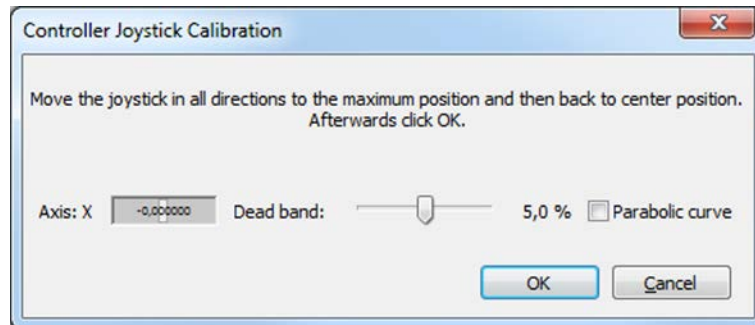 Controller Joystick Calibration
Move the joystick in all directions to the maximum position and then back to center position.
Afterwards click OK.
Axis: X -0,000000 Dead band: 5,0 % Parabolic curve
OK Cancel